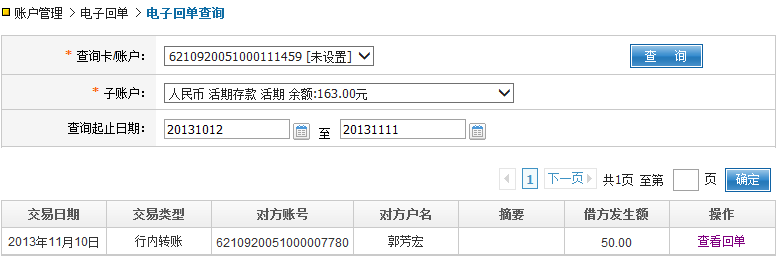 账户管理 > 电子回单 > 电子回单查询
* 查询卡/账户： 6210920051000111459 [未设置] 查 询
* 子账户： 人民币 活期存款 活期 余额:163.00元
查询起止日期： 20131012 至 20131111
1 下一页 共1页 至第 页 确定
交易日期 交易类型 对方账号 对方户名 摘要 借方发生额 操作
2013年11月10日 行内转账 6210920051000007780 郭芳宏 50.00 查看回单